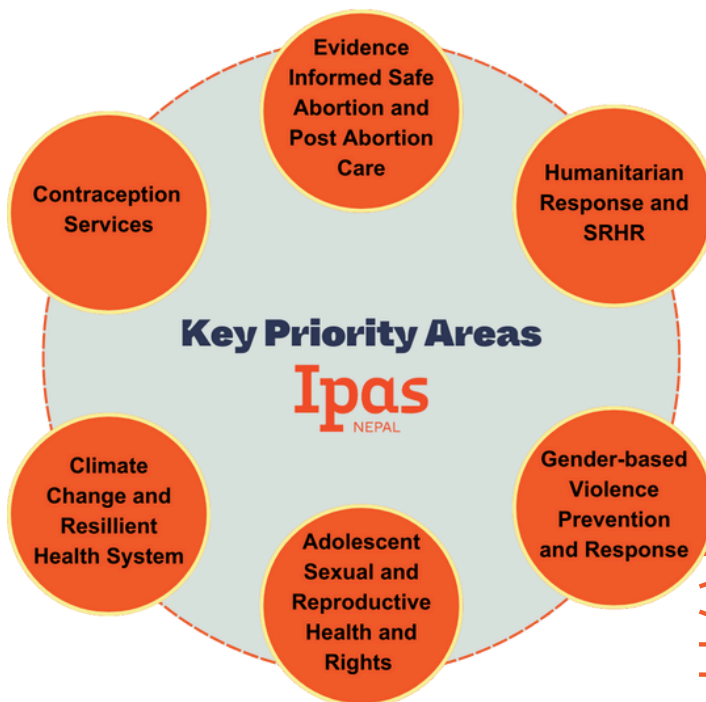 Evidence
Informed Safe
Abortion and
Post Abortion
Care
Humanitarian
Response and
SRHR
Contraception
Services
Key Priority Areas
Ipas
NEPAL
Gender-based
Violence
Prevention
and Response
Climate
Change and
Resillient
Health System
Adolescent
Sexual and
Reproductive
Health and
Rights